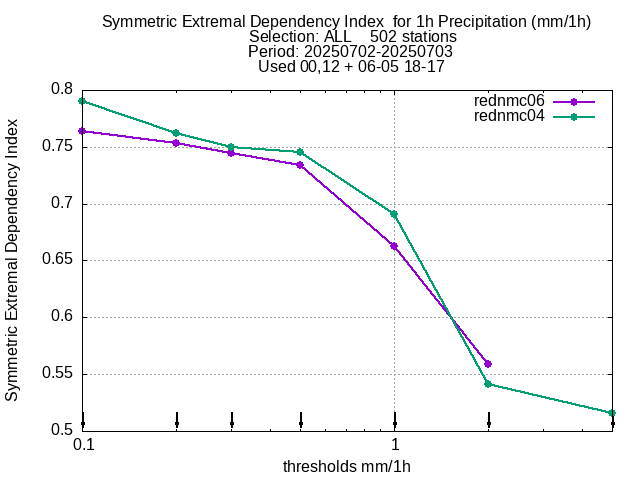 Symmetric Extremal Dependency Index  for 1h Precipitation (mm/1h)
Selection: ALL    502 stations
Period: 20250702-20250703
Used 00,12 + 06-05 18-17
rednmc06
rednmc04
Symmetric Extremal Dependency Index
0.8
0.75
0.7
0.65
0.6
0.55
0.5
0.1
1
thresholds mm/1h